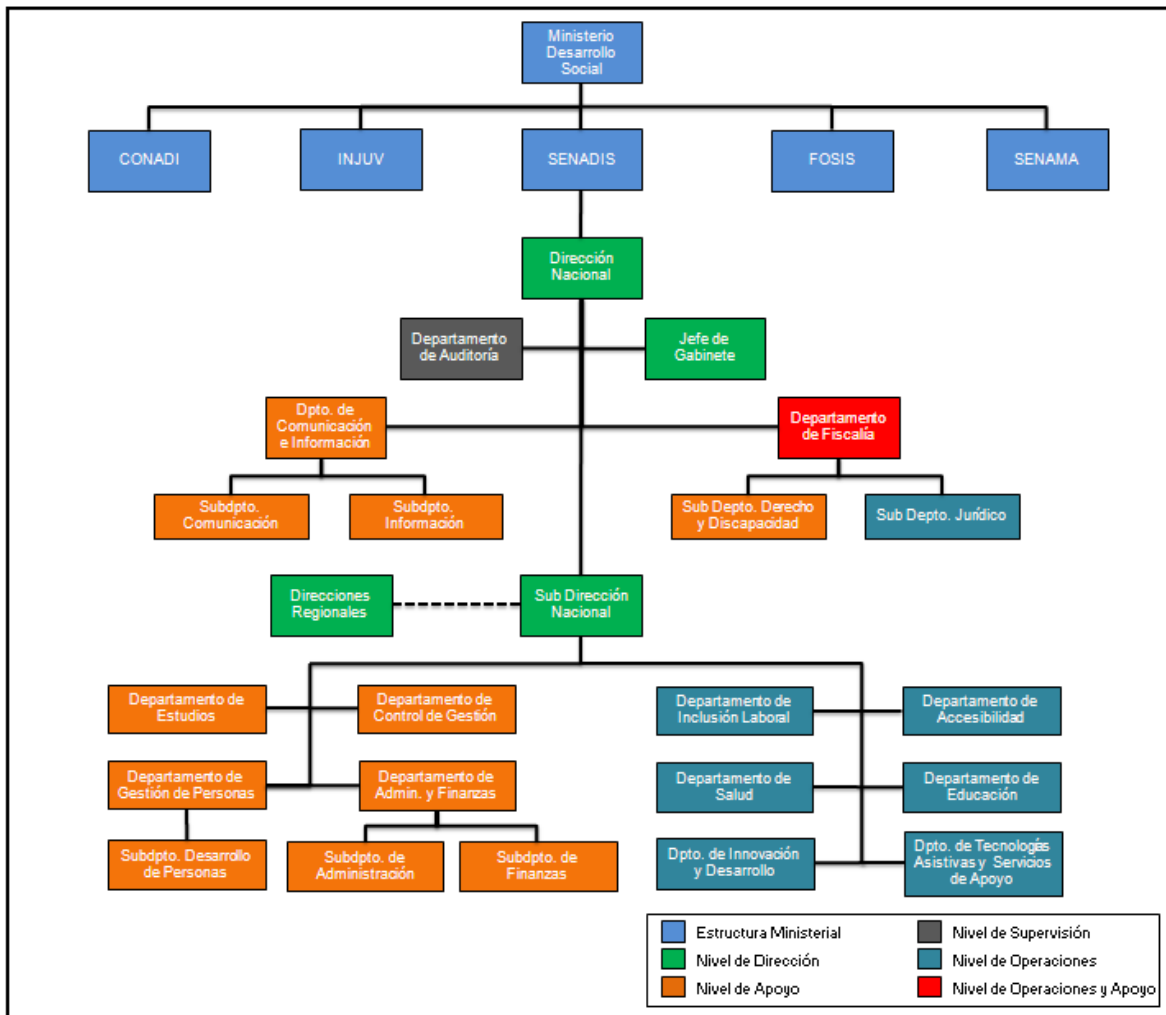 Ministerio
Desarrollo
Social
CONADI
INJUV
SENADIS
FOSIS
SENAMA
Dirección
Nacional
Departamento
de Auditoría
Jefe de
Gabinete
Dpto. de
Comunicación
e Información
Departamento
de Fiscalía
Subdpto.
Comunicación
Subdpto.
Información
Sub Depto. Derecho
y Discapacidad
Sub Depto. Jurídico
Direcciones
Regionales
Sub Dirección
Nacional
Departamento de
Estudios
Departamento de
Control de Gestión
Departamento de
Inclusión Laboral
Departamento de
Accesibilidad
Departamento de
Gestión de Personas
Departamento de
Admin. y Finanzas
Departamento de
Salud
Departamento de
Educación
Subdpto. Desarrollo
de Personas
Subdpto. de
Administración
Subdpto. de
Finanzas
Dpto. de Innovación
y Desarrollo
Dpto. de Tecnologías
Asistivas y Servicios
de Apoyo
Estructura Ministerial
Nivel de Dirección
Nivel de Apoyo
Nivel de Supervisión
Nivel de Operaciones
Nivel de Operaciones y Apoyo